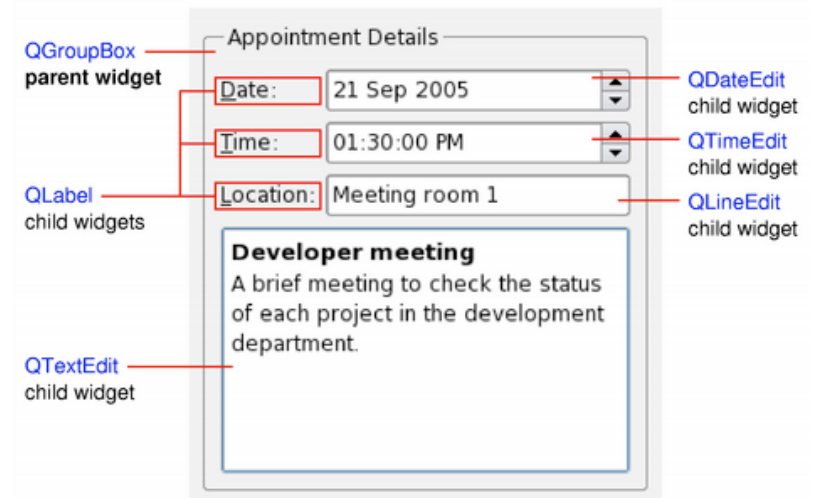 QGroupBox
parent widget
Appointment Details
Date:
21 Sep 2005
QDateEdit
child widget
Time:
01:30:00 PM
QTimeEdit
child widget
QLabel
child widgets
Location:
Meeting room 1
QLineEdit
child widget
Developer meeting
A brief meeting to check the status
of each project in the development
department.
QTextEdit
child widget